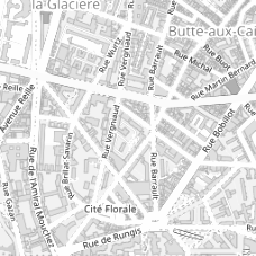 la Glacière
Butte-aux-Cai
Rue Wurtz
Rue Vergniaud
Rue Barrault
Rue Michal
Rue Buot
Rue Martin Bernard
Reille
Avenue Reille
Rue Vergniaud
Rue Bobillot
Rue Barrault
Rue Brillat-Savarin
Rue de l'Amiral Mouchez
Rue Gazan
Cité Florale
Rue de Rungis